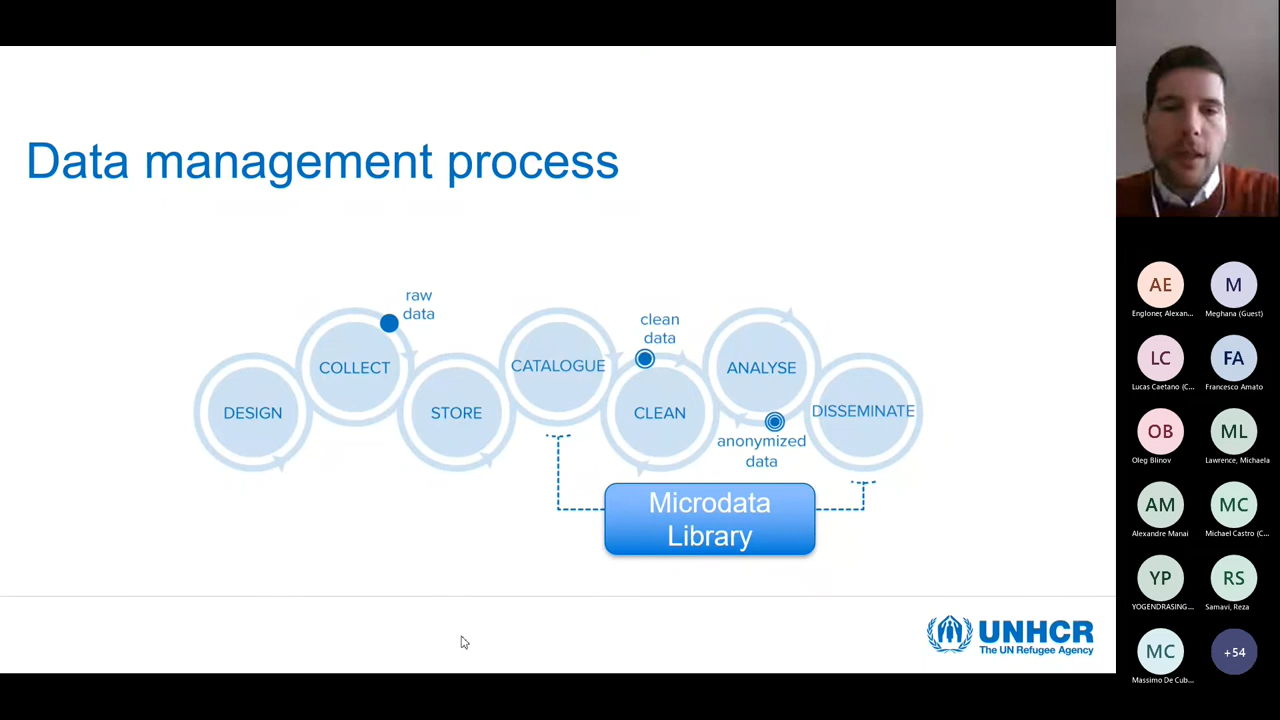 Data management process
raw
data
clean
data
COLLECT
CATALOGUE
ANALYSE
DESIGN
STORE
CLEAN
DISSEMINATE
anonymized
data
Microdata
Library
UNHCR
The UN Refugee Agency
AE
M
Engloner, Alexan...
Meghana (Guest)
LC
FA
Lucas Caetano (C...
Francesco Amato
OB
ML
Oleg Blinov
Lawrence, Michaela
AM
MC
Alexandre Manai
Michael Castro (C...
YP
RS
YOGENDRASING...
Samavi, Reza
MC
+54
Massimo De Cub...